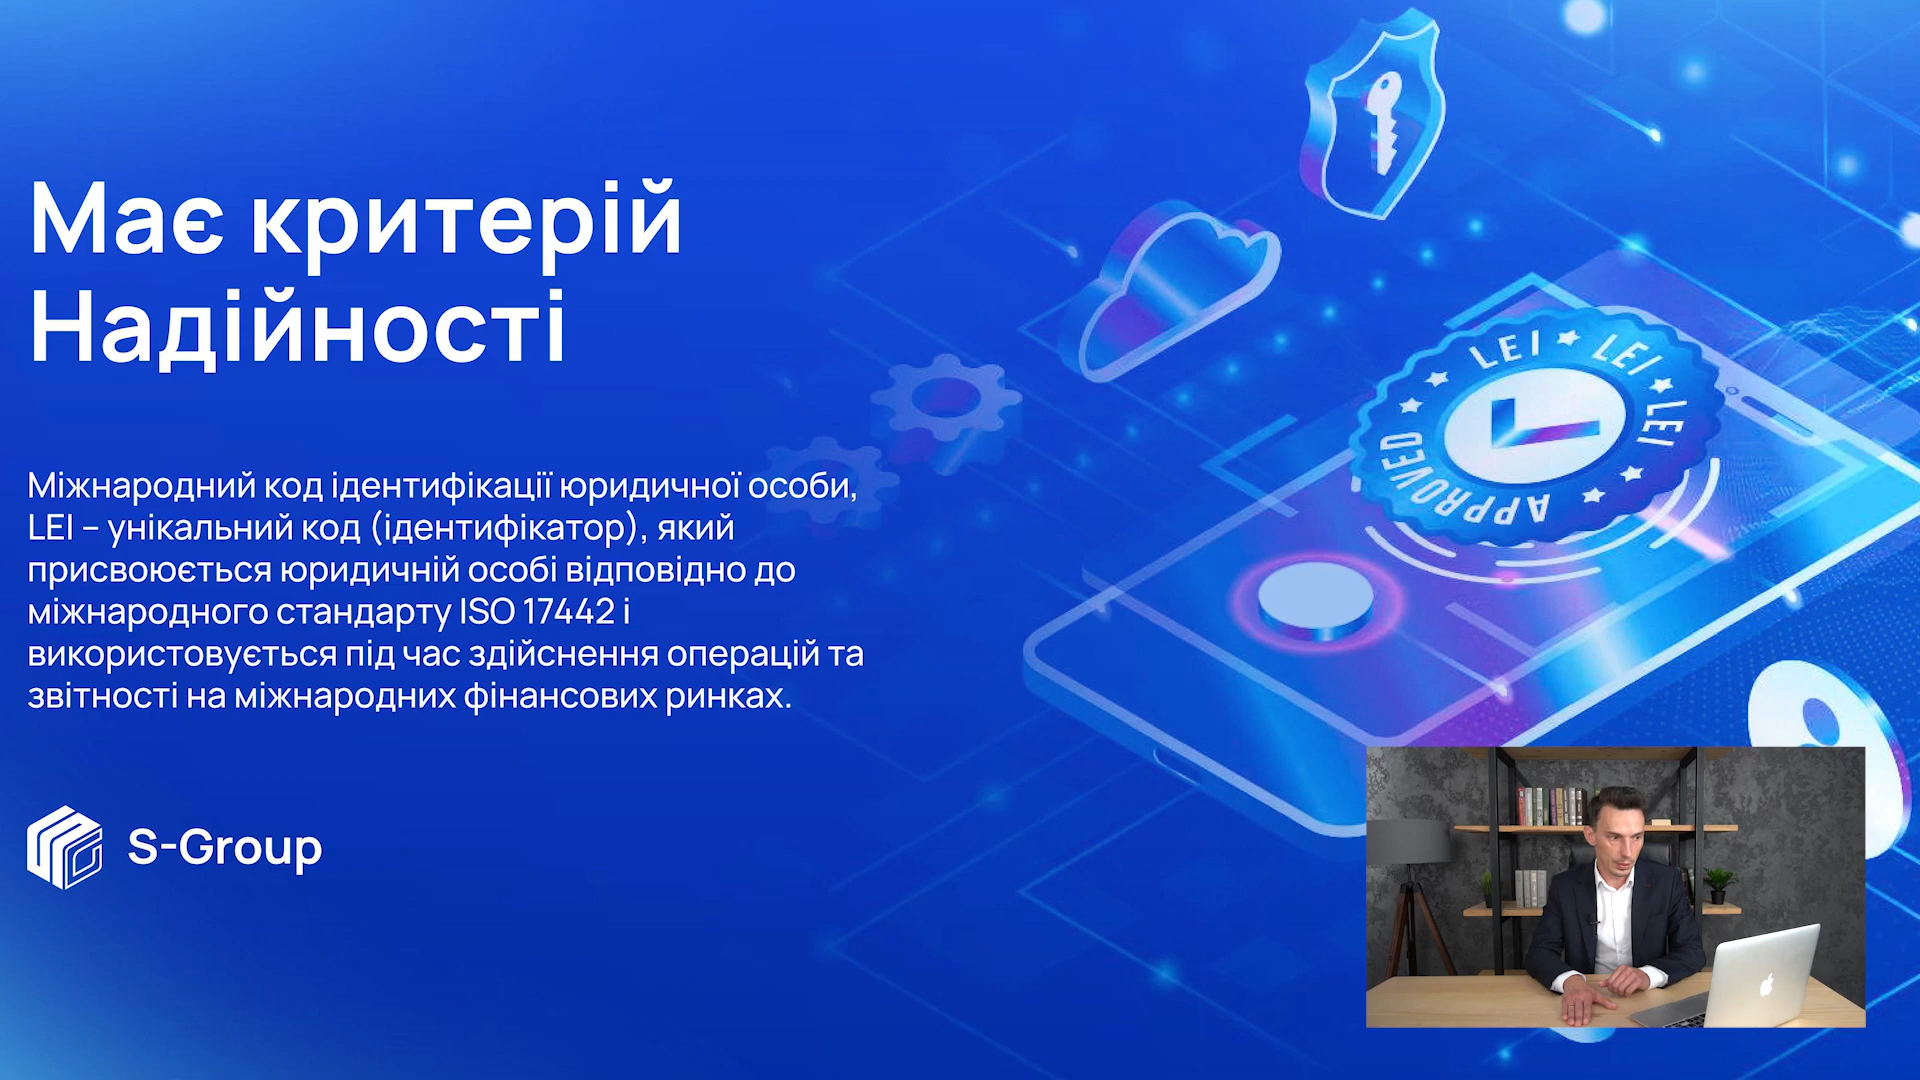 Має критерій
Надійності
Міжнародний код ідентифікації юридичної особи,
LEI – унікальний код (ідентифікатор), який
присвоюється юридичній особі відповідно до
міжнародного стандарту ISO 17442 і
використовується під час здійснення операцій та
звітності на міжнародних фінансових ринках.
S-Group
LEI ★ LEI ★ LEI ★ ★ ★ APPROVED ★ ★